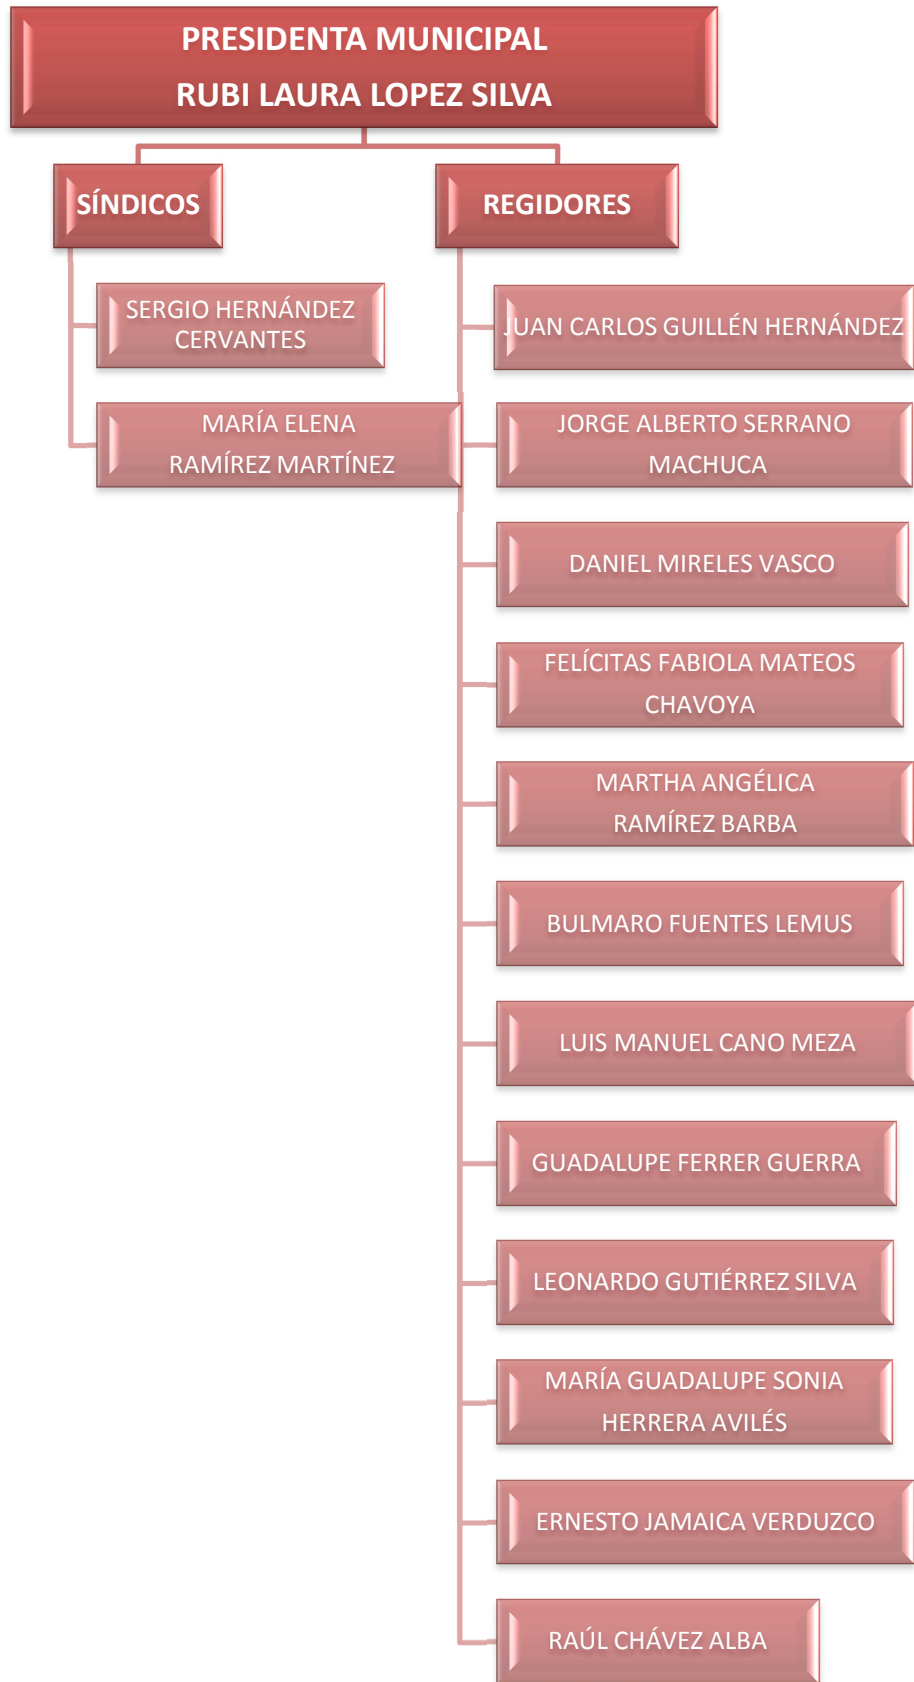 PRESIDENTA MUNICIPAL
RUBI LAURA LOPEZ SILVA
SÍNDICOS
SERGIO HERNÁNDEZ
CERVANTES
MARÍA ELENA
RAMÍREZ MARTÍNEZ
REGIDORES
JUAN CARLOS GUILLÉN HERNÁNDEZ
JORGE ALBERTO SERRANO
MACHUCA
DANIEL MIRELES VASCO
FELÍCITAS FABIOLA MATEOS
CHAVOYA
MARTHA ANGÉLICA
RAMÍREZ BARBA
BULMARO FUENTES LEMUS
LUIS MANUEL CANO MEZA
GUADALUPE FERRER GUERRA
LEONARDO GUTIÉRREZ SILVA
MARÍA GUADALUPE SONIA
HERRERA AVILÉS
ERNESTO JAMAICA VERDUZCO
RAÚL CHÁVEZ ALBA